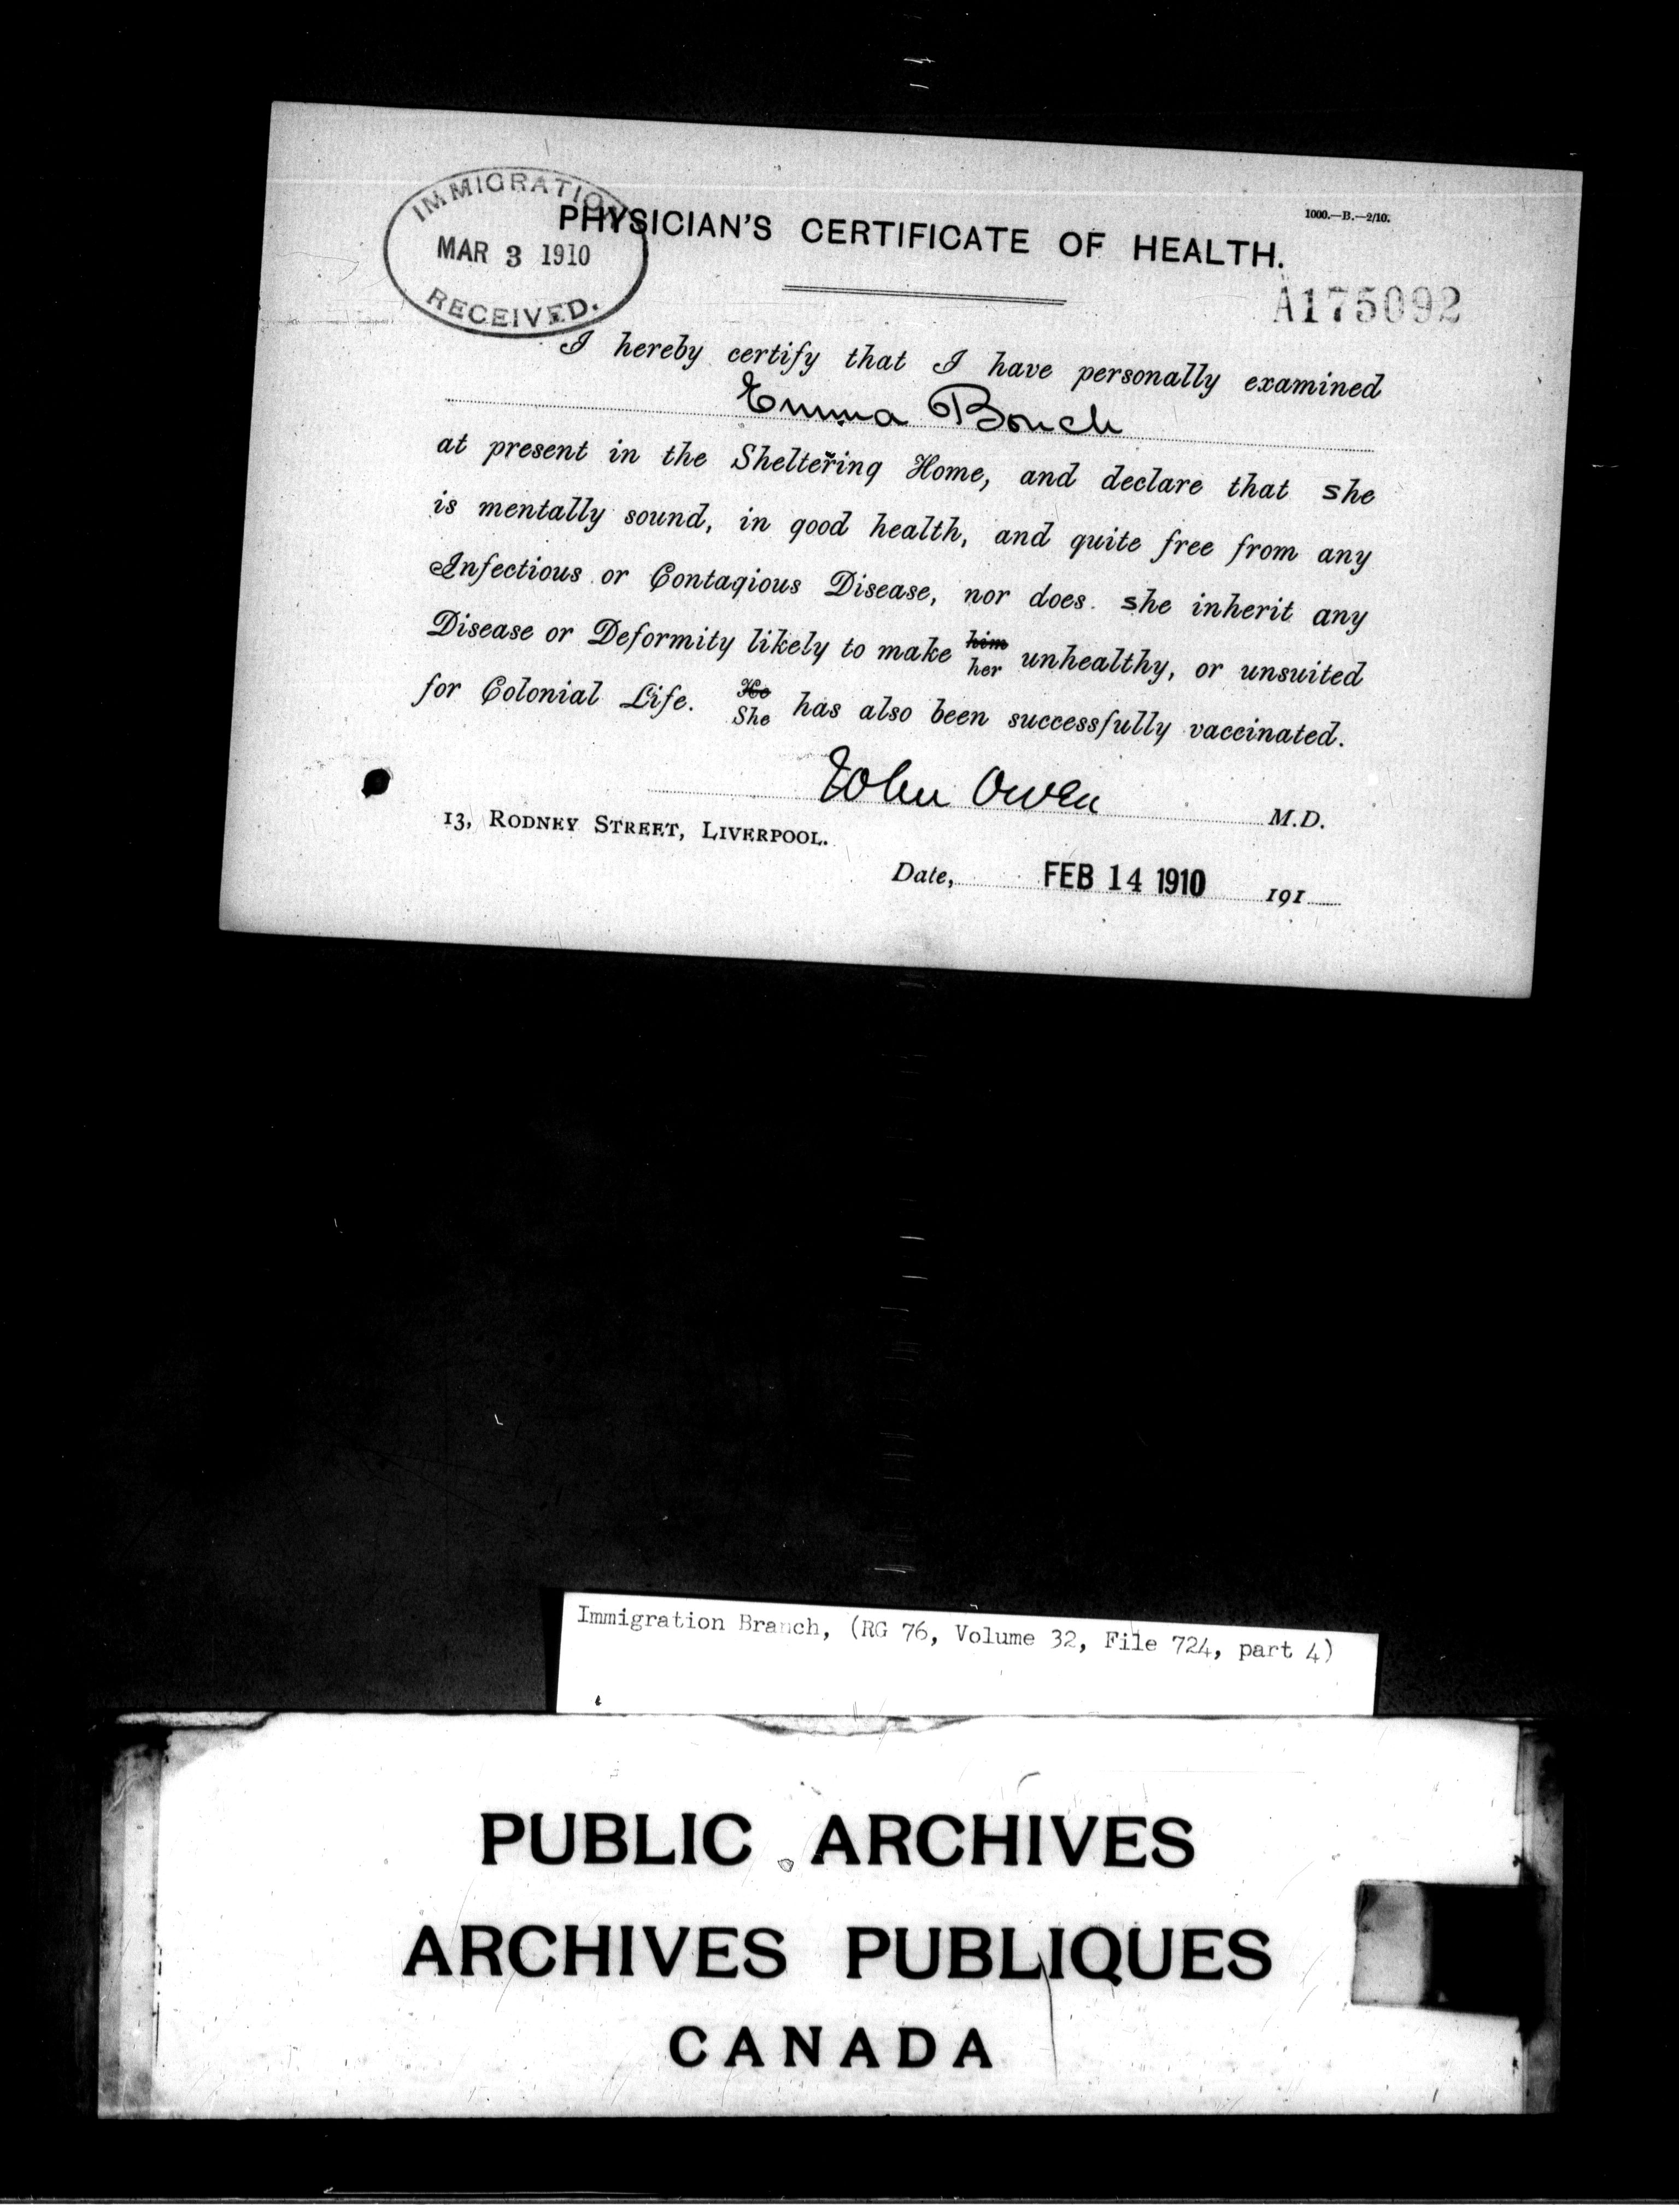 IMMIGRATION
MAR 3 1910
RECEIVED.
1000.—B.—2/10.
PHYSICIAN'S CERTIFICATE OF HEALTH.
A175092
I hereby certify that I have personally examined
Emma Bouch
at present in the Sheltering Home, and declare that she
is mentally sound, in good health, and quite free from any
Infectious or Contagious Disease, nor does she inherit any
Disease or Deformity likely to make him her unhealthy, or unsuited
for Colonial Life. He She has also been successfully vaccinated.
John Owen M.D.
13, RODNEY STREET, LIVERPOOL.
Date, FEB 14 1910 191
Immigration Branch, (RG 76, Volume 32, File 724, part 4)
PUBLIC ARCHIVES
ARCHIVES PUBLIQUES
CANADA